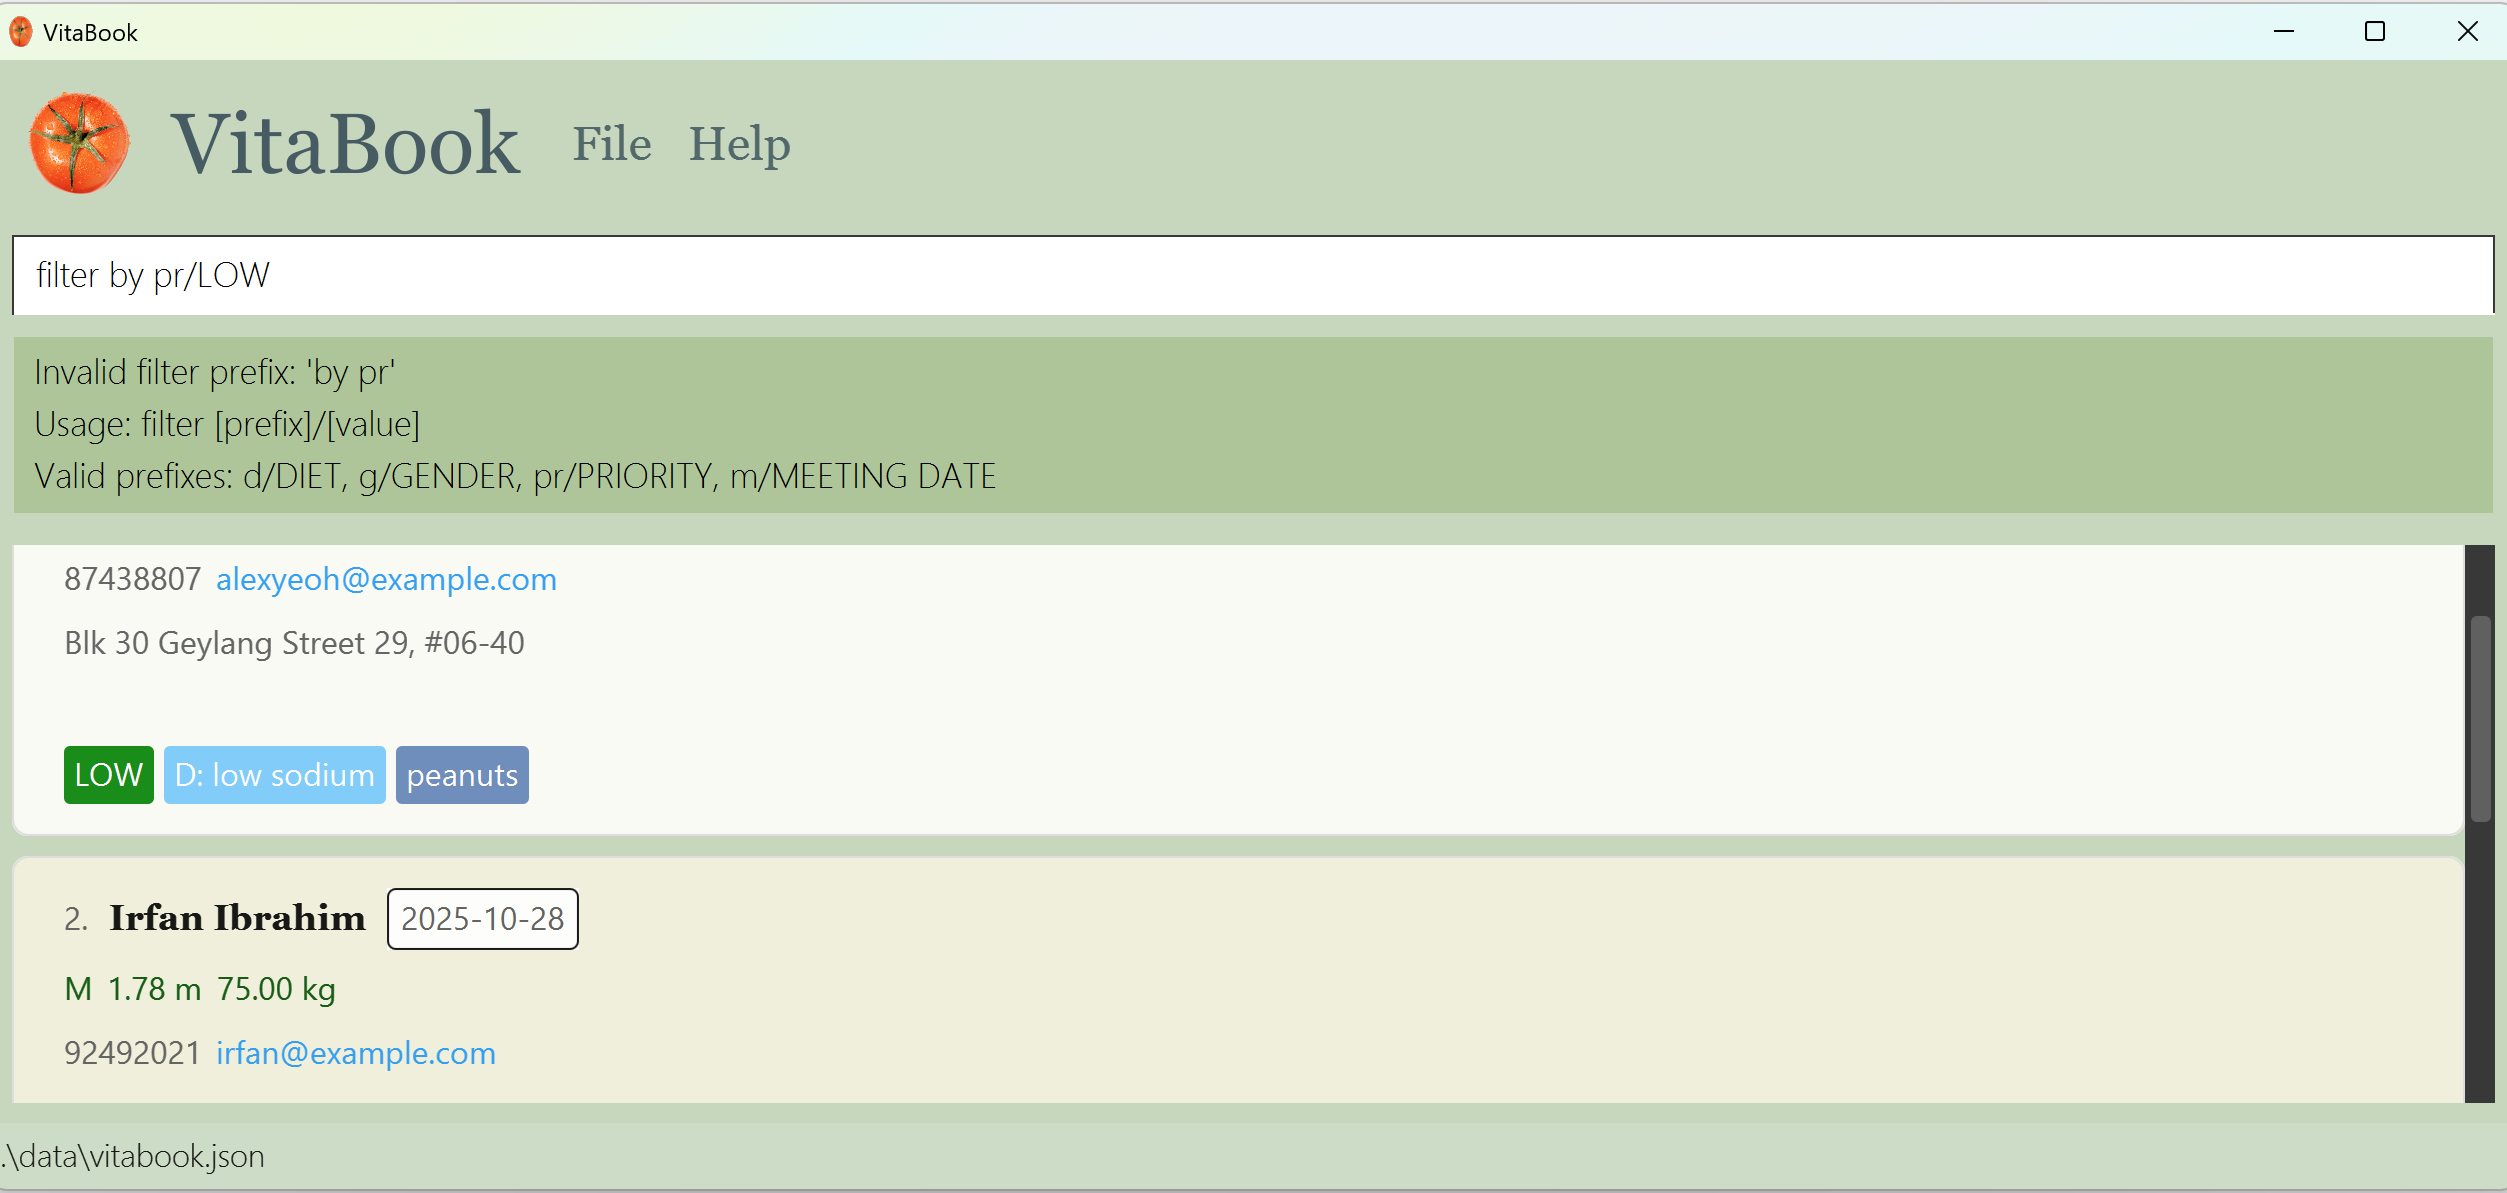 VitaBook
VitaBook File Help
filter by pr/LOW
Invalid filter prefix: 'by pr'
Usage: filter [prefix]/[value]
Valid prefixes: d/DIET, g/GENDER, pr/PRIORITY, m/MEETING DATE
87438807 alexyeoh@example.com
Blk 30 Geylang Street 29, #06-40
LOW D: low sodium peanuts
2. Irfan Ibrahim 2025-10-28
M 1.78 m 75.00 kg
92492021 irfan@example.com
.\data\vitabook.json